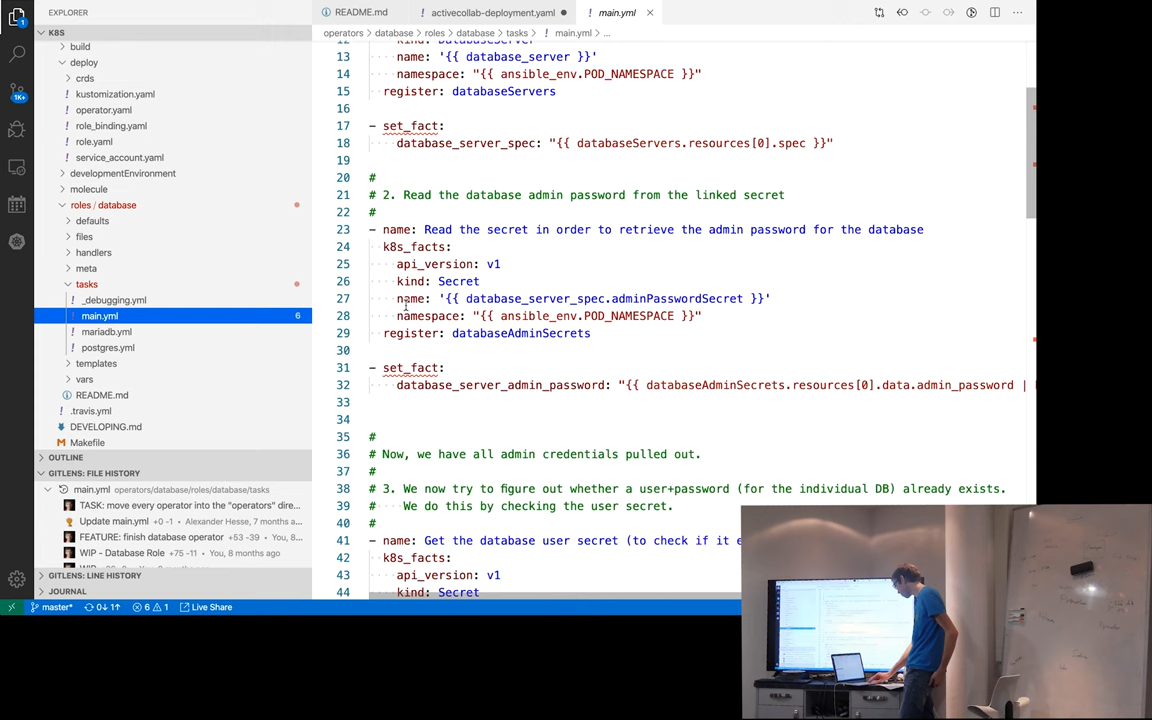 EXPLORER
README.md
activecollab-deployment.yaml
main.yml
K8S
operators > database > roles > database > tasks > ! main.yml > ...
build
deploy
crds
! kustomization.yaml
! operator.yaml
! role_binding.yaml
! role.yaml
! service_account.yaml
developmentEnvironment
molecule
roles / database
defaults
files
handlers
meta
tasks
! _debugging.yml
! main.yml 6
! mariadb.yml
! postgres.yml
templates
vars
README.md
! .travis.yml
DEVELOPING.md
Makefile
OUTLINE
GITLENS: FILE HISTORY
main.yml operators/database/roles/database/tasks
TASK: move every operator into the "operators" dire...
Update main.yml +0 -1 • Alexander Hesse, 7 months a...
FEATURE: finish database operator +53 -39 • You, 8...
WIP - Database Role +75 -11 • You, 8 months ago
GITLENS: LINE HISTORY
JOURNAL
1
1K+
13 name: '{{ database_server }}'
14 namespace: "{{ ansible_env.POD_NAMESPACE }}"
15 register: databaseServers
16
17 - set_fact:
18 database_server_spec: "{{ databaseServers.resources[0].spec }}"
19
20 #
21 # 2. Read the database admin password from the linked secret
22 #
23 - name: Read the secret in order to retrieve the admin password for the database
24 k8s_facts:
25 api_version: v1
26 kind: Secret
27 name: '{{ database_server_spec.adminPasswordSecret }}'
28 namespace: "{{ ansible_env.POD_NAMESPACE }}"
29 register: databaseAdminSecrets
30
31 - set_fact:
32 database_server_admin_password: "{{ databaseAdminSecrets.resources[0].data.admin_password |
33
34
35 #
36 # Now, we have all admin credentials pulled out.
37 #
38 # 3. We now try to figure out whether a user+password (for the individual DB) already exists.
39 # We do this by checking the user secret.
40 #
41 - name: Get the database user secret (to check if it e
42 k8s_facts:
43 api_version: v1
44 kind: Secret
master* 0↓ 1↑ 6 1 Live Share